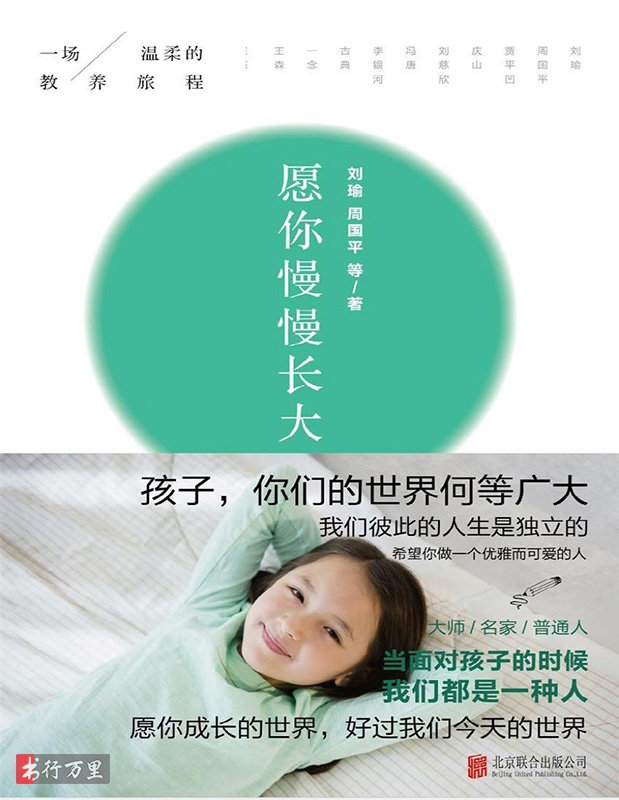 一场 / 温柔的
教养旅程
刘瑜
周国平
贾平凹
庆山
刘慈欣
冯唐
李银河
古典
一念
王森
愿你慢慢长大
刘瑜 周国平 等/著
孩子，你们的世界何等广大
我们彼此的人生是独立的
希望你做一个优雅而可爱的人
大师 / 名家 / 普通人
当面对孩子的时候
我们都是一种人
愿你成长的世界，好过我们今天的世界
书行万里
北京联合出版公司
Beijing United Publishing Co.,Ltd.